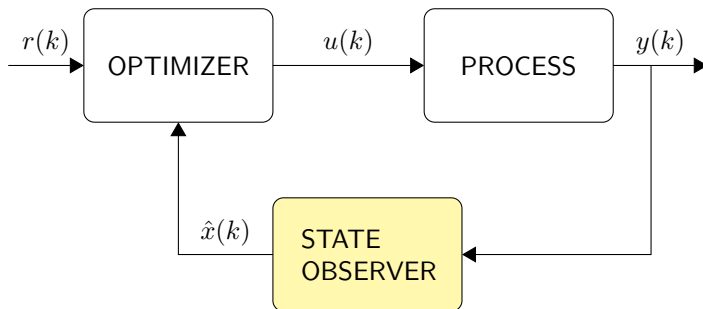 r(k)
OPTIMIZER
u(k)
PROCESS
y(k)
x̂(k)
STATE
OBSERVER